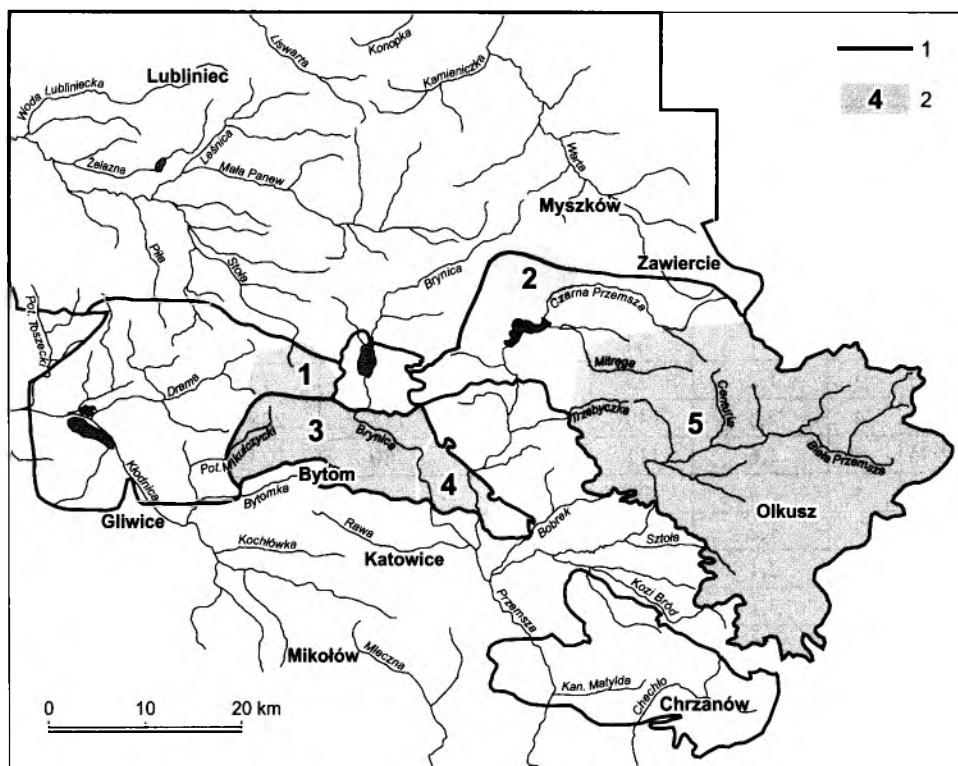 Liswarta
Konopka
Kamieniczka
1
4 2
Lubliniec
Woda Lubliniecka
Leśnica
Żelazna
Mała Panew
Warta
Myszków
Piła
Stoła
Brynica
Zawiercie
2
Czarna Przemsza
Pot. Toszecki
Mitręga
1
Drama
Centuria
Trzebyczka
5
3
Brynica
Biała Przemsza
Pot. Mikulczycki
Bytom
4
Kłodnica
Bytomka
Olkusz
Gliwice
Rawa
Bobrek
Sztoła
Kochłówka
Katowice
Kozi Bród
Przemsza
Mikołów
Mleczna
Kan. Matylda
Chechło
Chrzanów
0 10 20 km